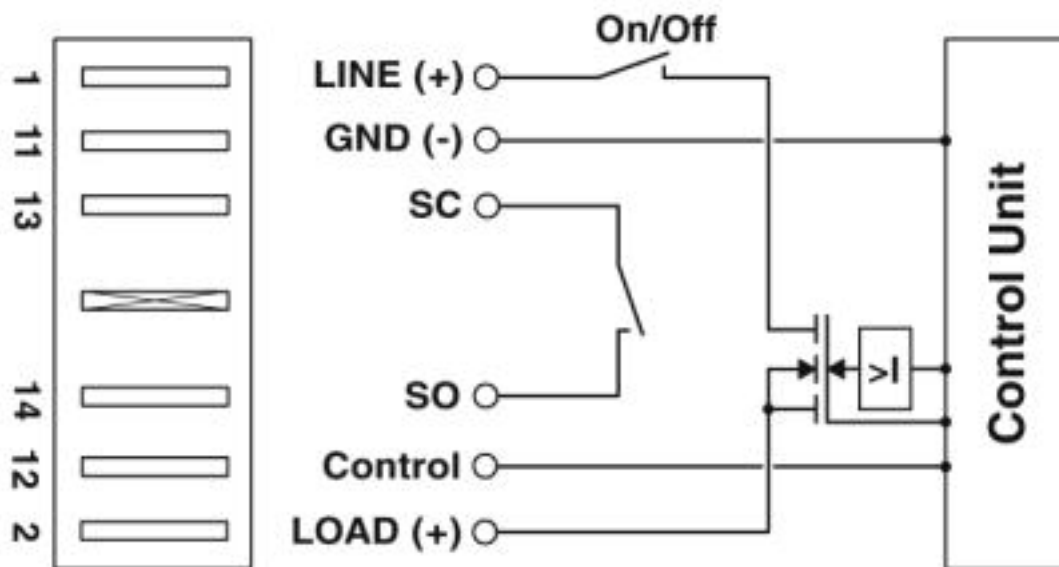 On/Off
1
LINE (+)
11
GND (-)
13
SC
14
SO
12
Control
2
LOAD (+)
>I
Control Unit